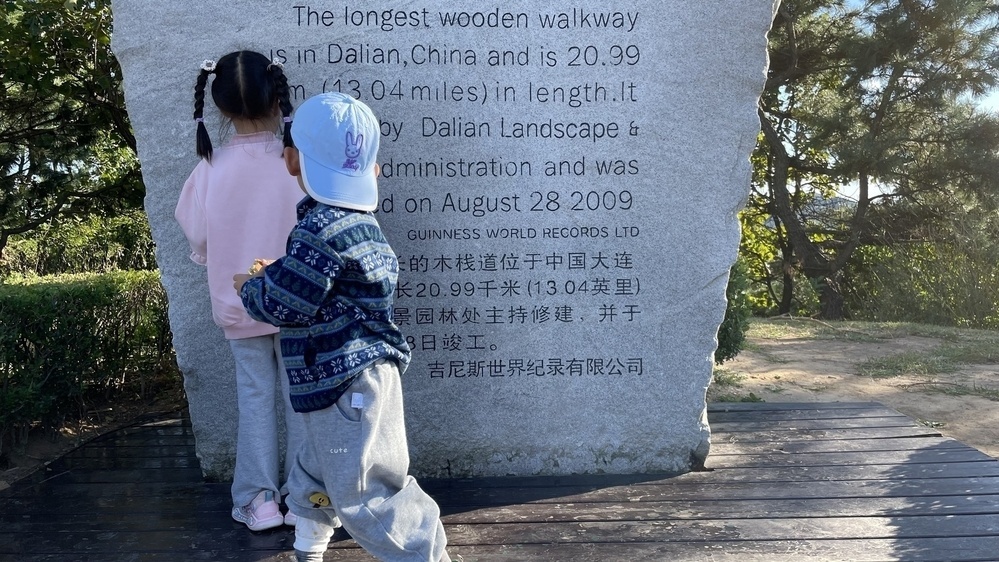 The longest wooden walkway
is in Dalian, China and is 20.99
m (13.04 miles) in length. It
by Dalian Landscape &
dministration and was
d on August 28 2009
GUINNESS WORLD RECORDS LTD
的木栈道位于中国大连
长20.99千米(13.04英里)
景园林处主持修建，并于
8日竣工。
吉尼斯世界纪录有限公司
cute